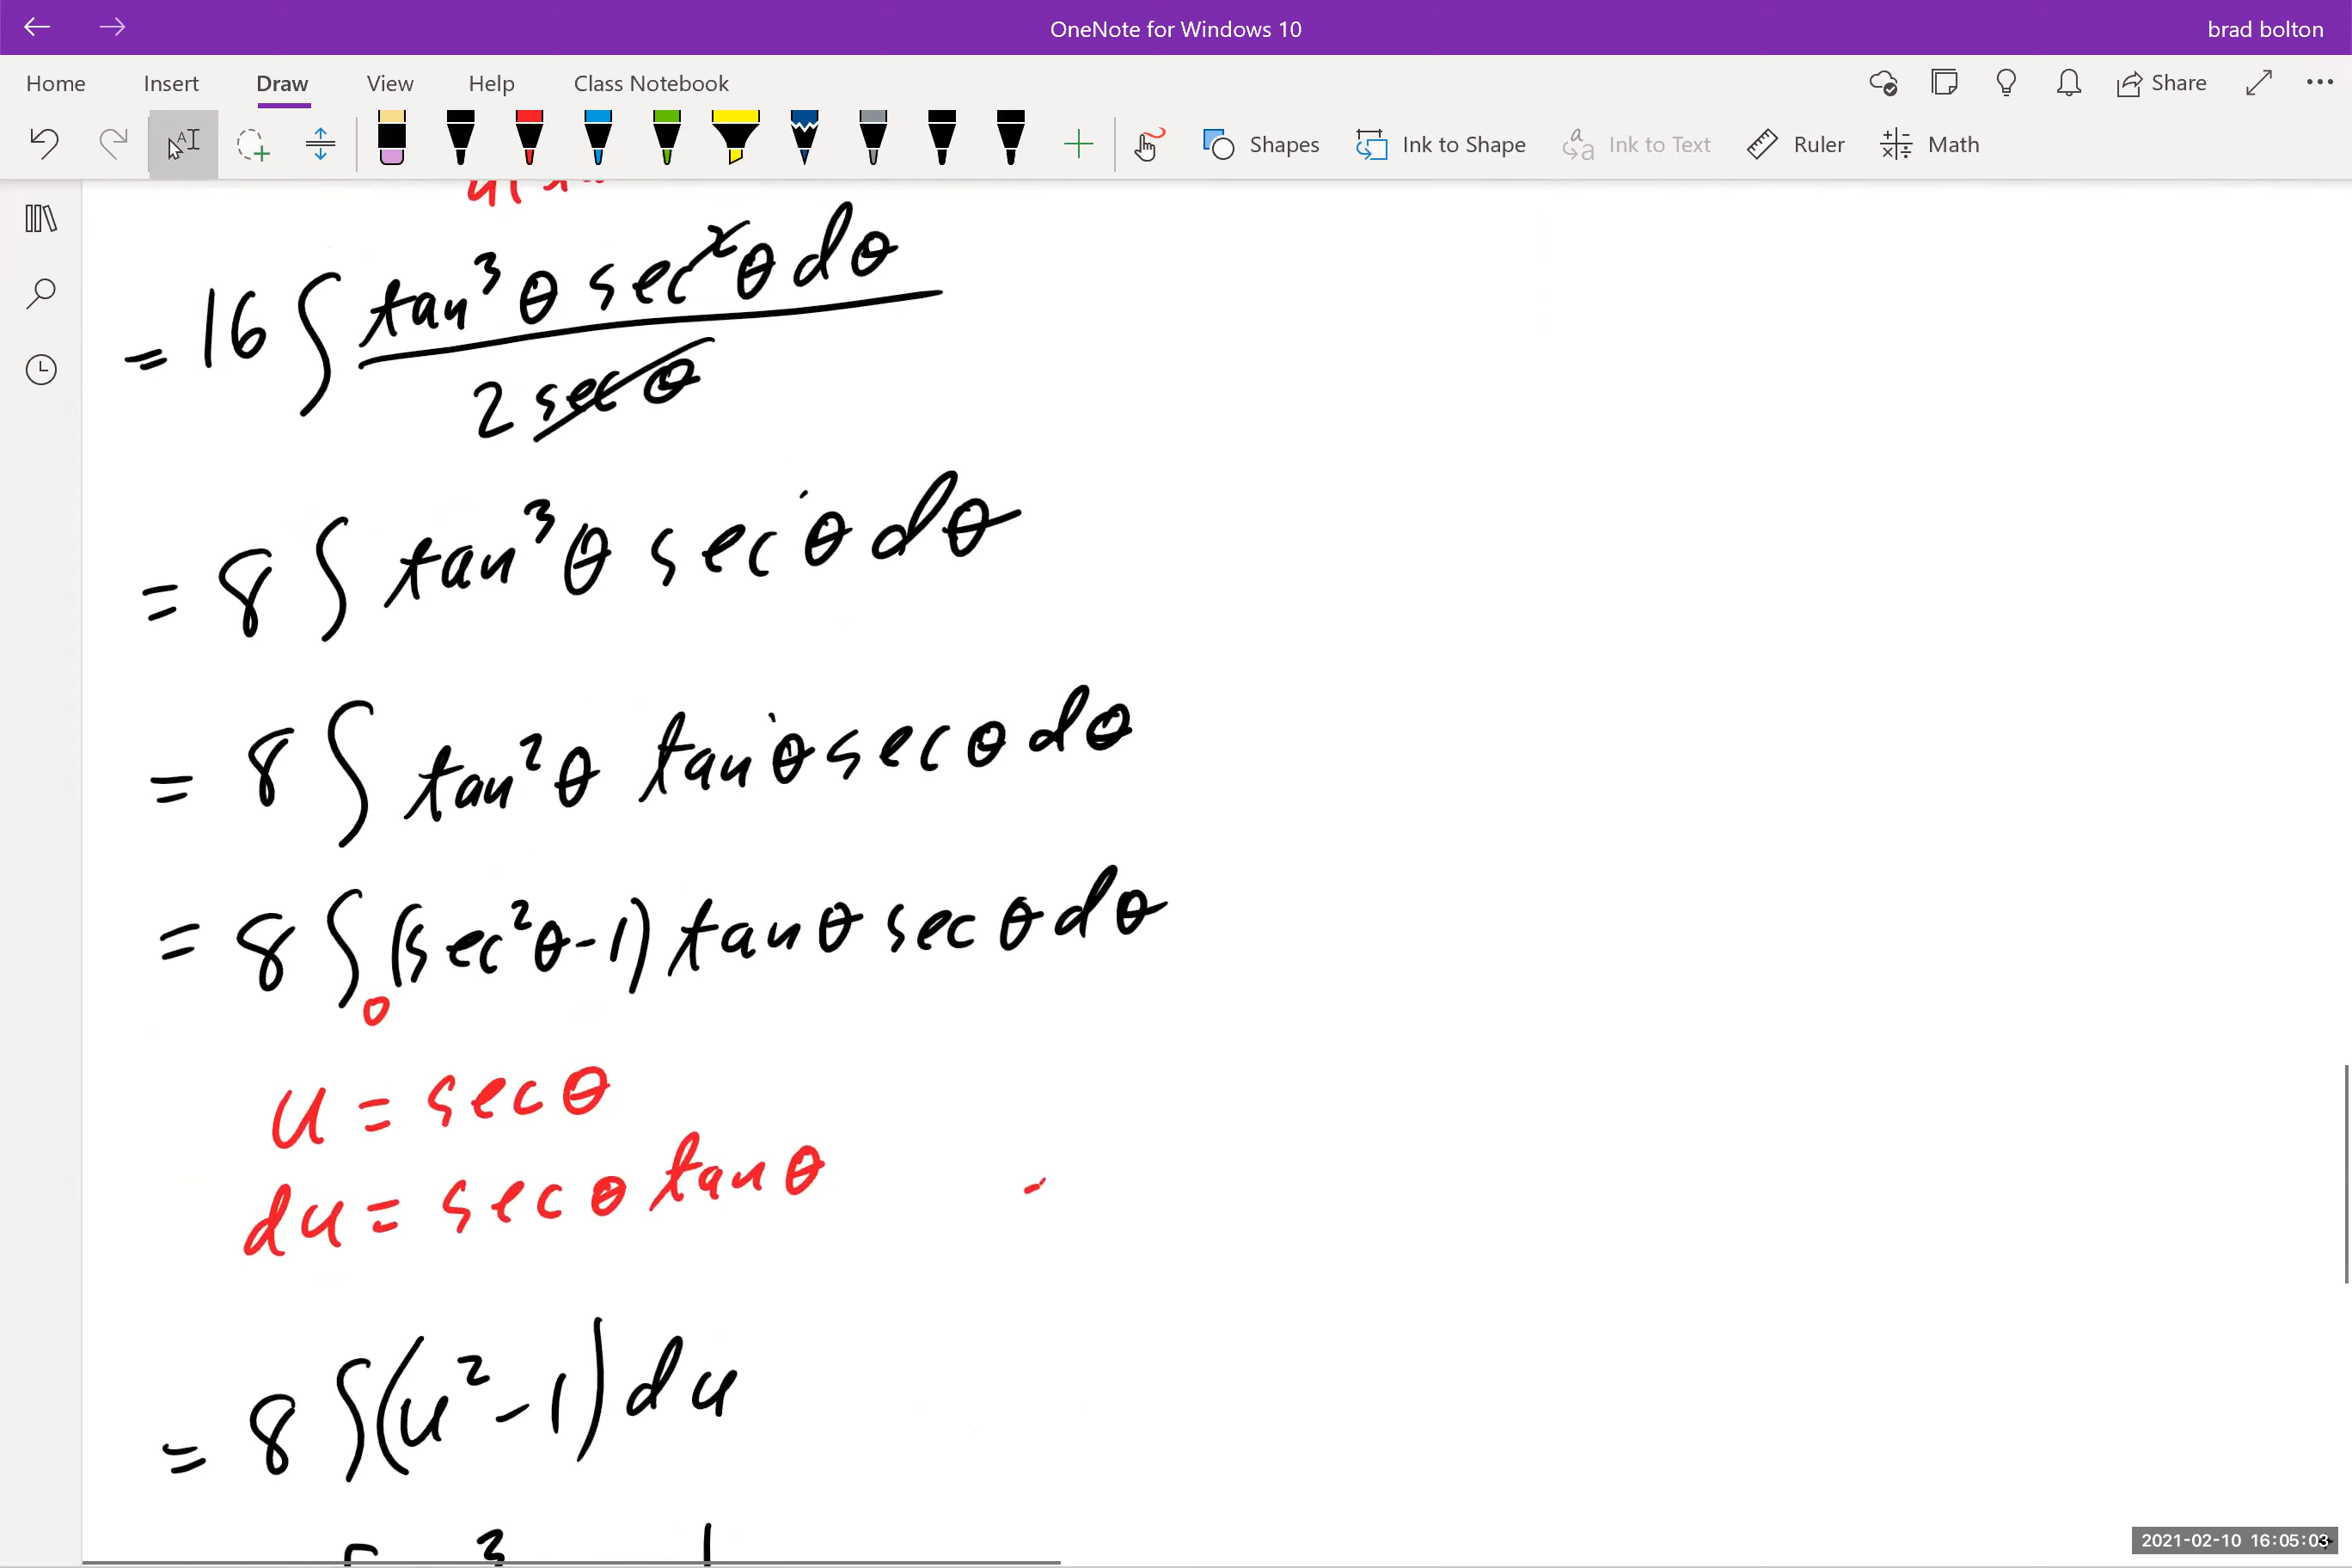 OneNote for Windows 10 brad bolton
Home Insert Draw View Help Class Notebook Share
Shapes Ink to Shape Ink to Text Ruler Math
= 16 ∫ tan³θ sec²θ dθ
2 secθ
= 8 ∫ tan³θ secθ dθ
= 8 ∫ tan²θ tanθ secθ dθ
= 8 ∫ (sec²θ-1) tanθ secθ dθ
0
u = secθ
du = secθ tanθ
= 8 ∫(u²-1) du
2021-02-10 16:05:03